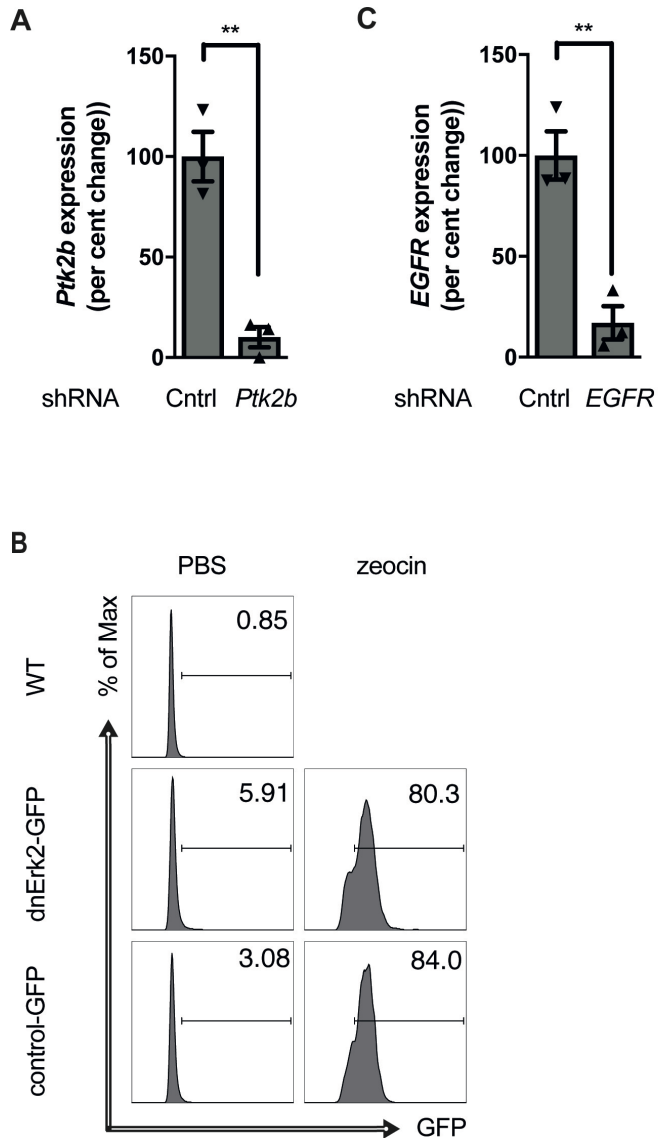 A
**
150
100
50
0
Ptk2b expression
(per cent change))
shRNA
Cntrl
Ptk2b
C
**
150
100
50
0
EGFR expression
(per cent change))
shRNA
Cntrl
EGFR
B
PBS
zeocin
% of Max
WT
0.85
dnErk2-GFP
5.91
80.3
control-GFP
3.08
84.0
GFP